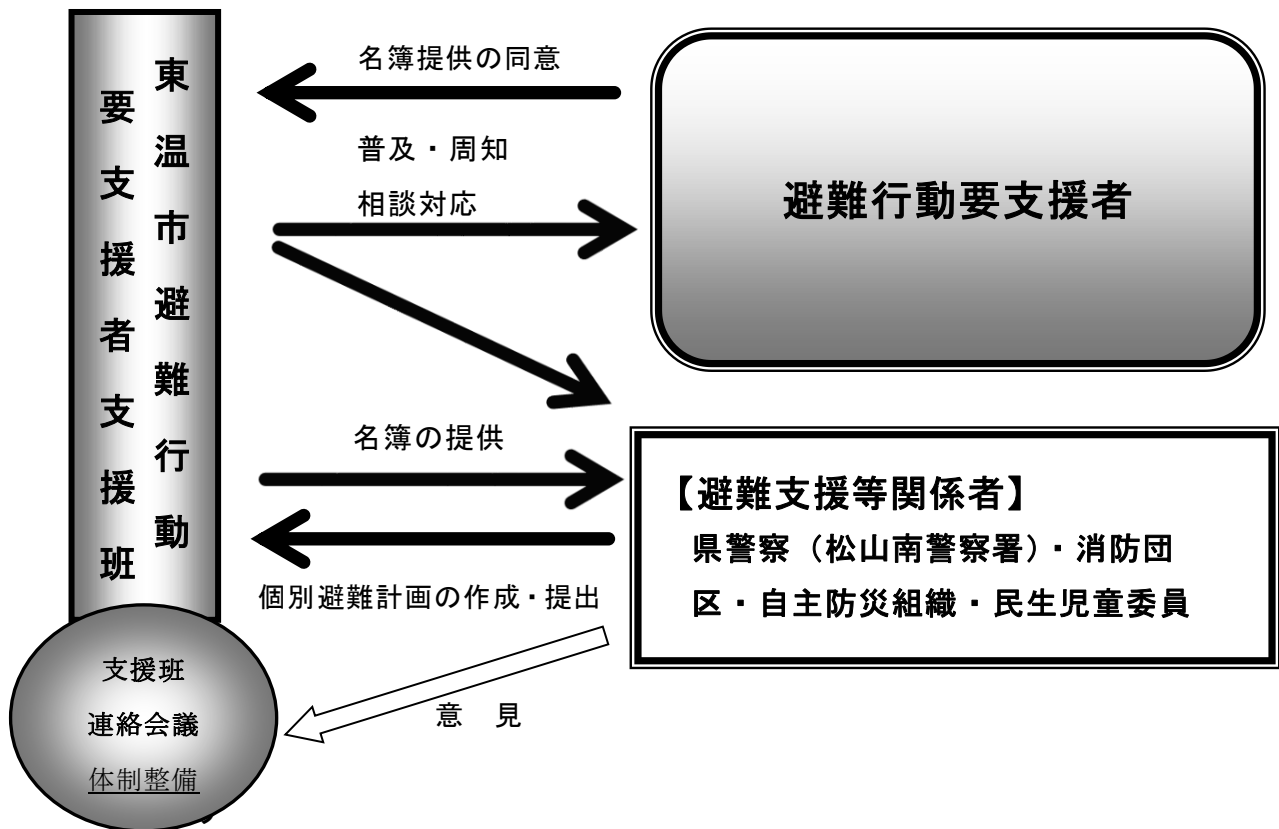 東温市避難行動
要支援者支援班
名簿提供の同意
普及・周知
相談対応
避難行動要支援者
名簿の提供
個別避難計画の作成・提出
【避難支援等関係者】
県警察（松山南警察署）・消防団
区・自主防災組織・民生児童委員
意　見
支援班
連絡会議
体制整備